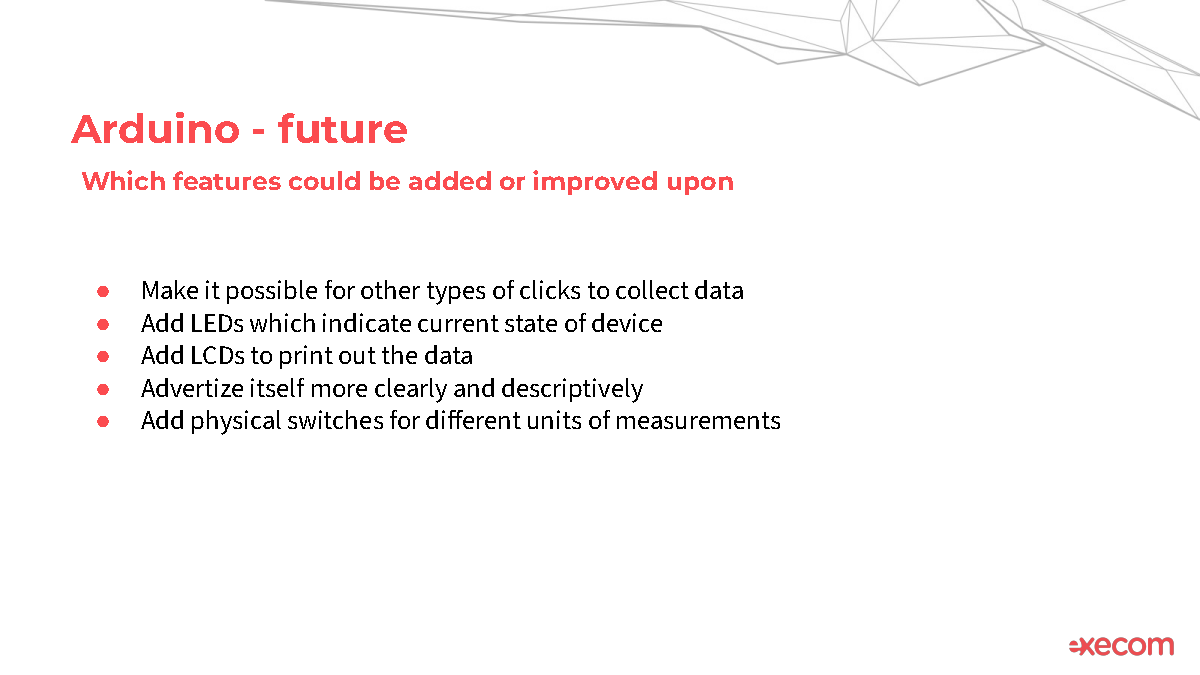 Arduino - future
Which features could be added or improved upon
● Make it possible for other types of clicks to collect data
● Add LEDs which indicate current state of device
● Add LCDs to print out the data
● Advertize itself more clearly and descriptively
● Add physical switches for different units of measurements
execom